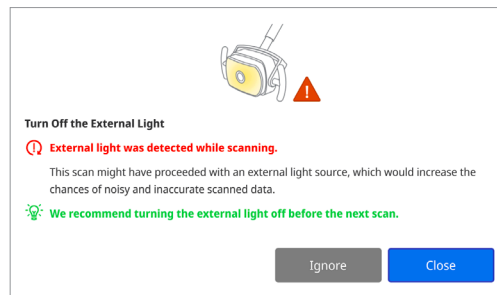 Turn Off the External Light
External light was detected while scanning.
This scan might have proceeded with an external light source, which would increase the
chances of noisy and inaccurate scanned data.
We recommend turning the external light off before the next scan.
Ignore
Close